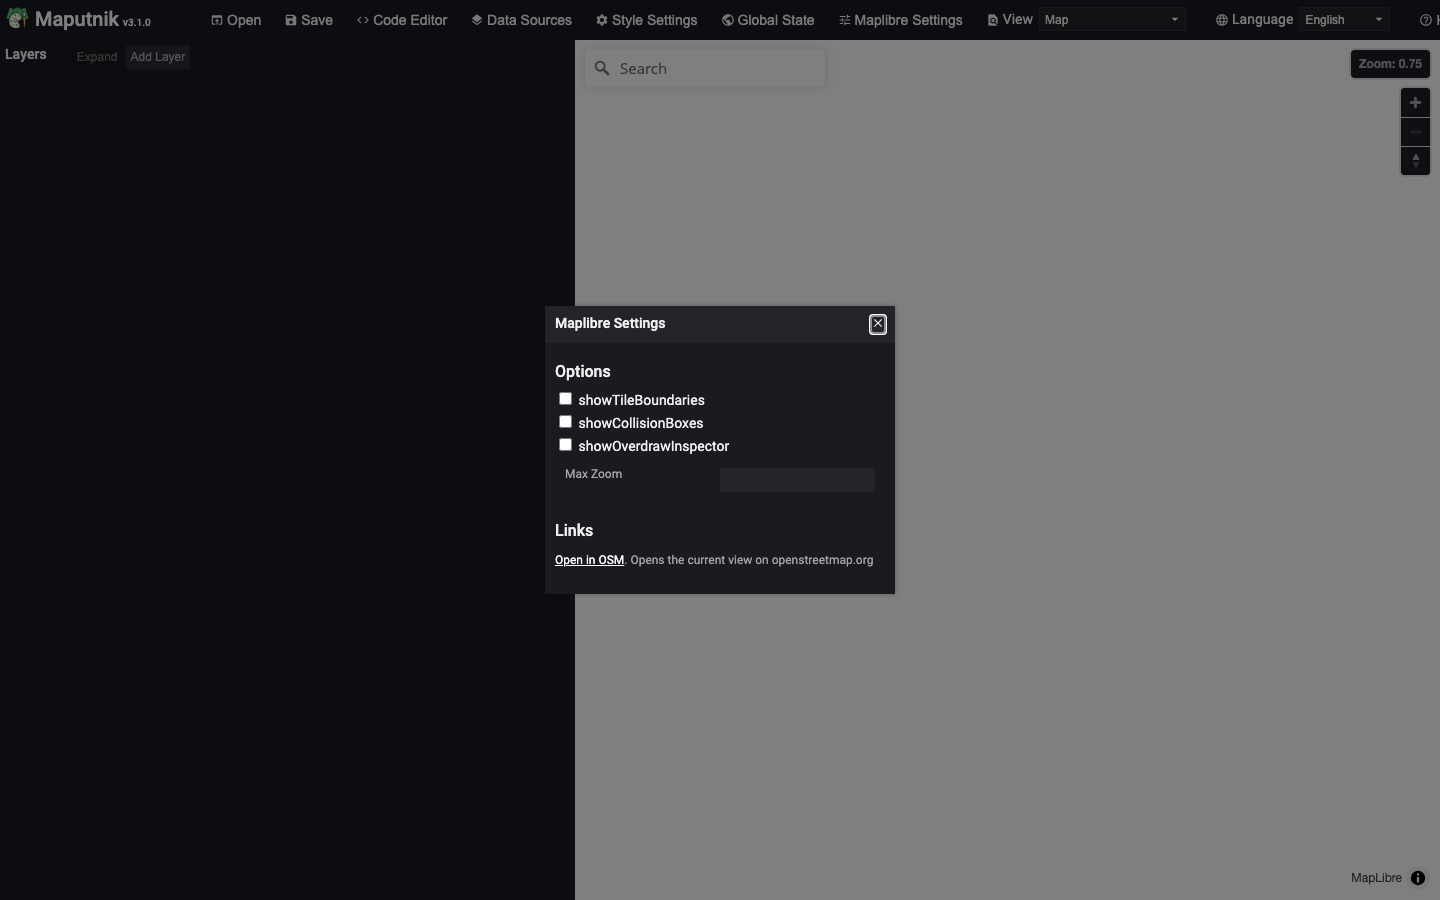 Maputnik v3.1.0
Open
Save
Code Editor
Data Sources
Style Settings
Global State
Maplibre Settings
View
Map
Language
English
Layers
Expand
Add Layer
Search
Zoom: 0.75
Maplibre Settings
Options
showTileBoundaries
showCollisionBoxes
showOverdrawInspector
Max Zoom
Links
Open in OSM. Opens the current view on openstreetmap.org
MapLibre